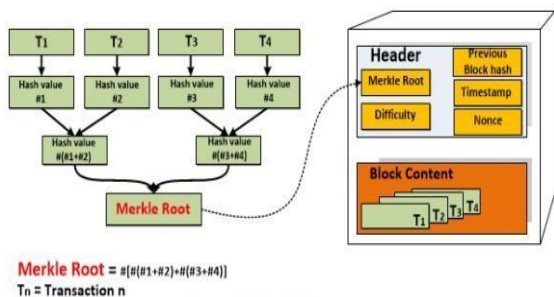 T1 T2 T3 T4
Hash value #1
Hash value #2
Hash value #3
Hash value #4
Hash value #(#1+#2)
Hash value #(#3+#4)
Merkle Root
Header
Merkle Root
Previous Block hash
Timestamp
Difficulty
Nonce
Block Content
T1 T2 T3 T4
Merkle Root = #[#(#1+#2)+#(#3+#4)]
Tn = Transaction n